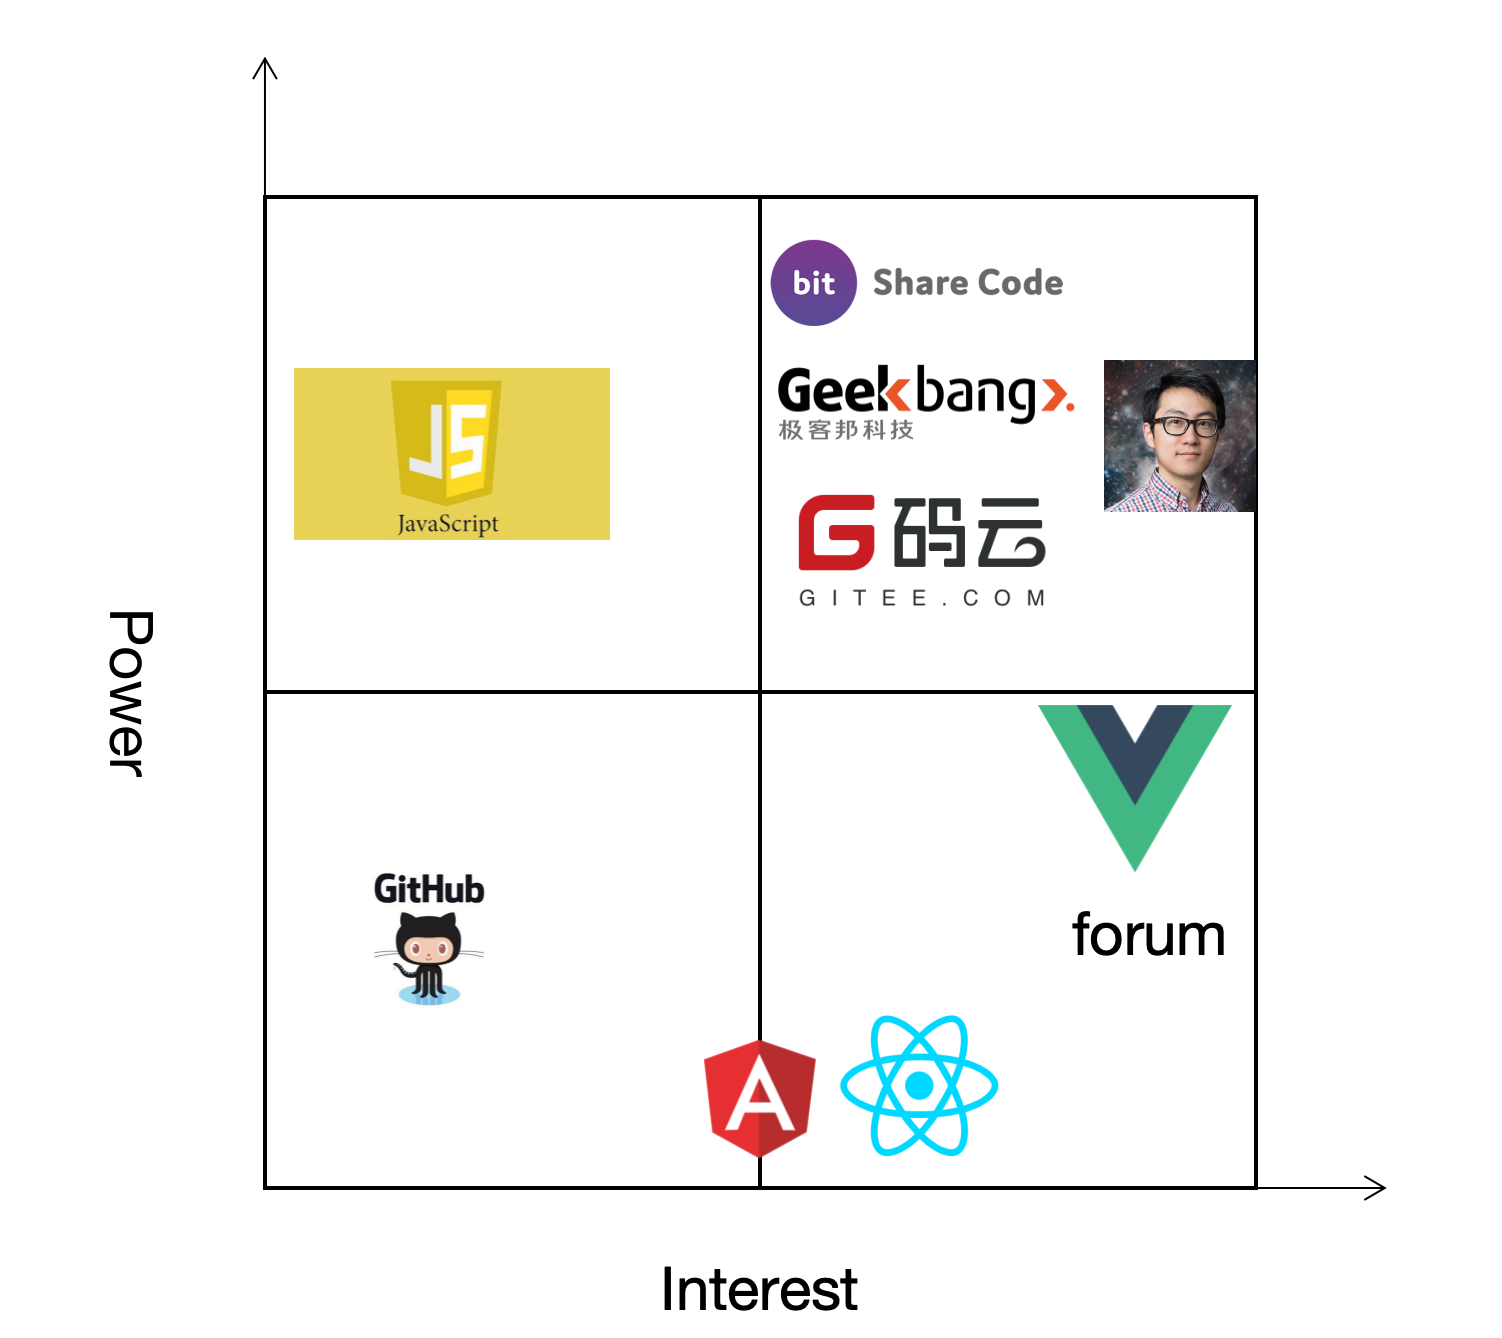 bit Share Code
Geekbang>.
极客邦科技
JS
JavaScript
G 码云
GITEE.COM
Power
GitHub
forum
A
Interest